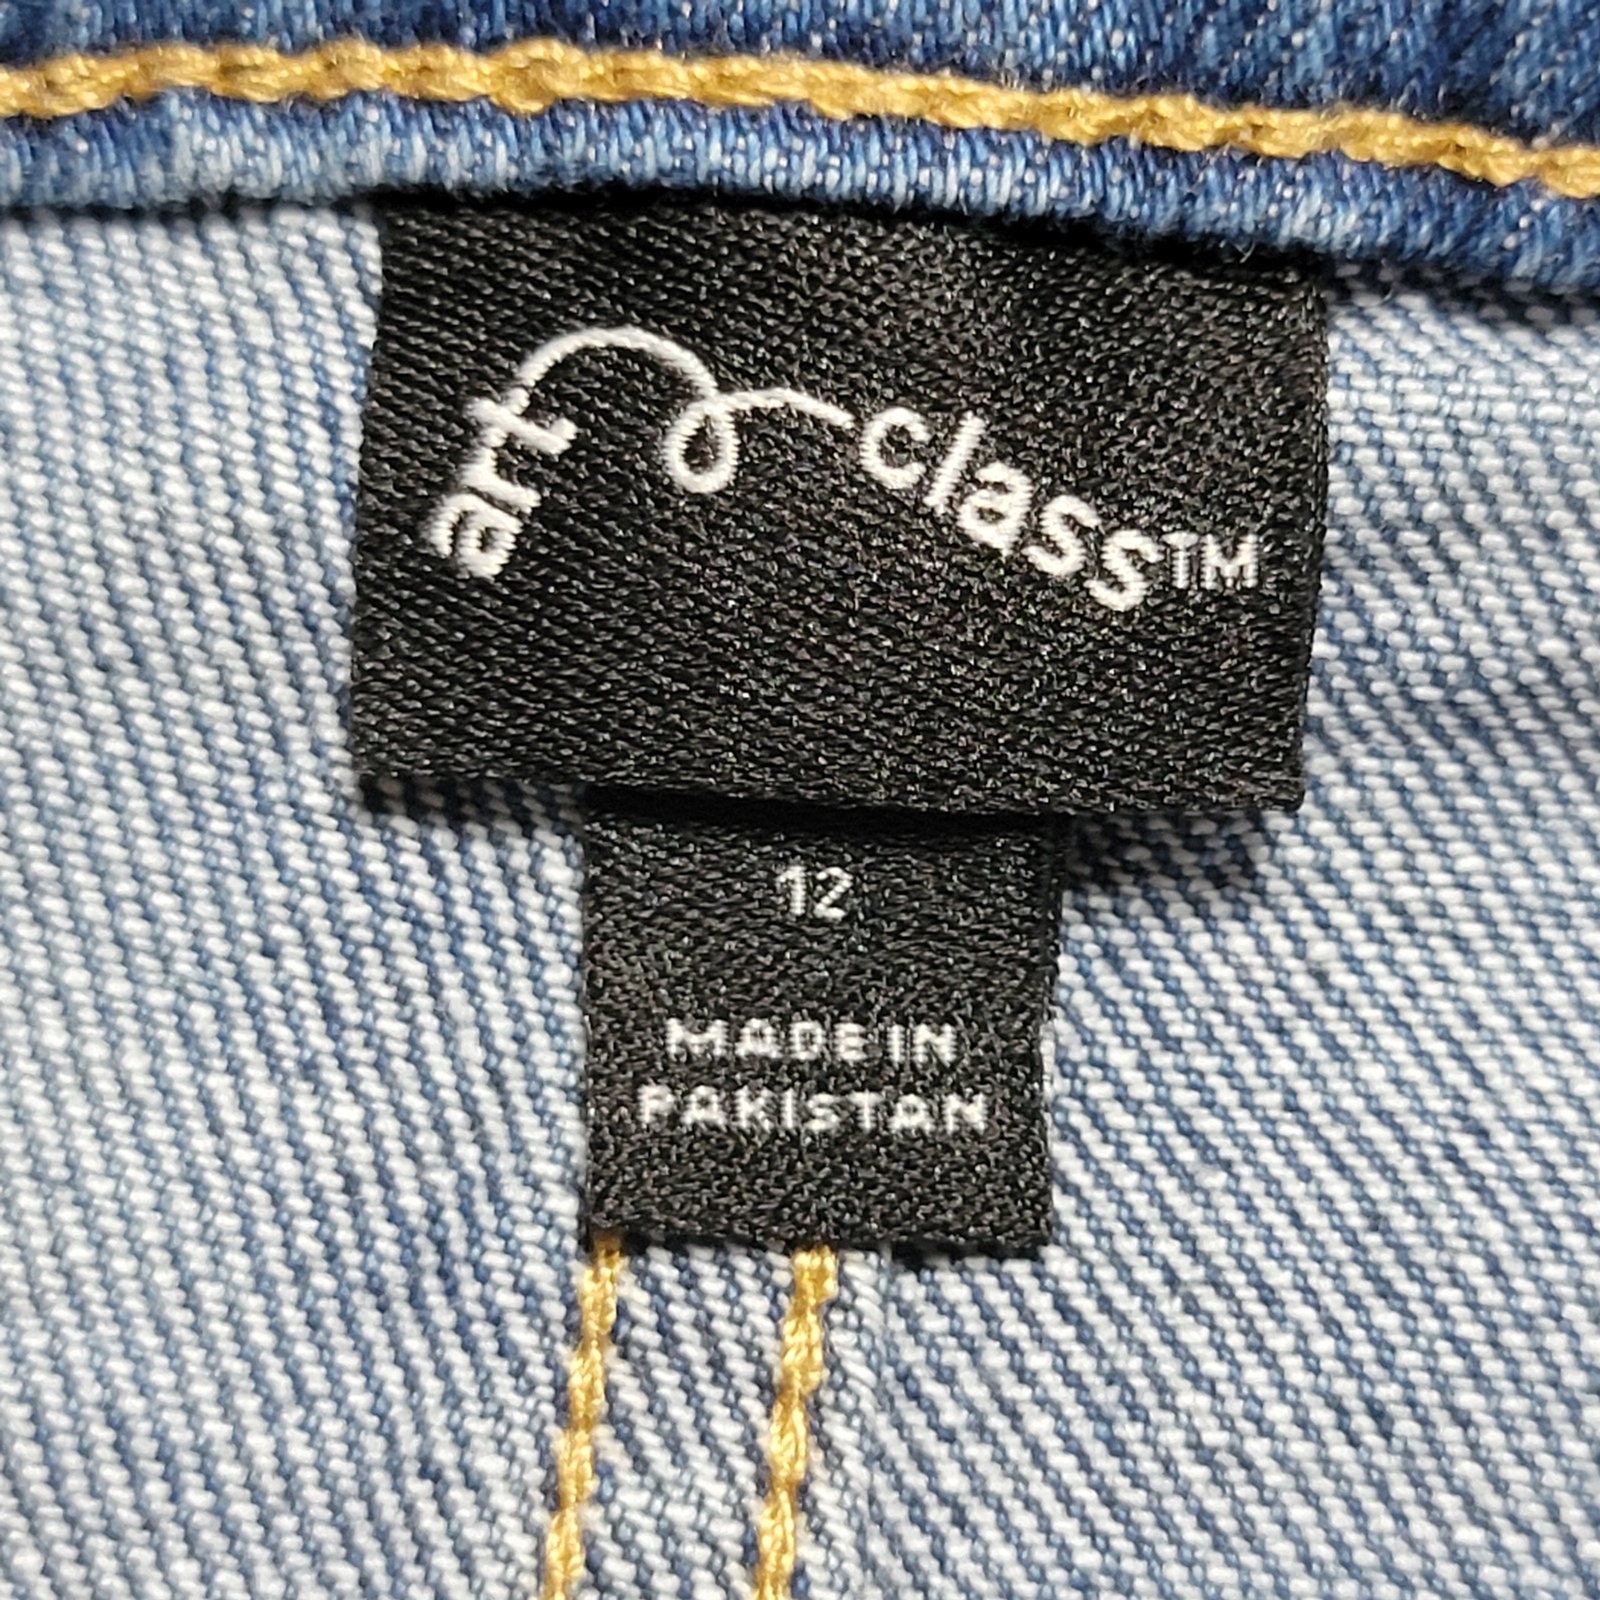 art class™
12
MADE IN
PAKISTAN